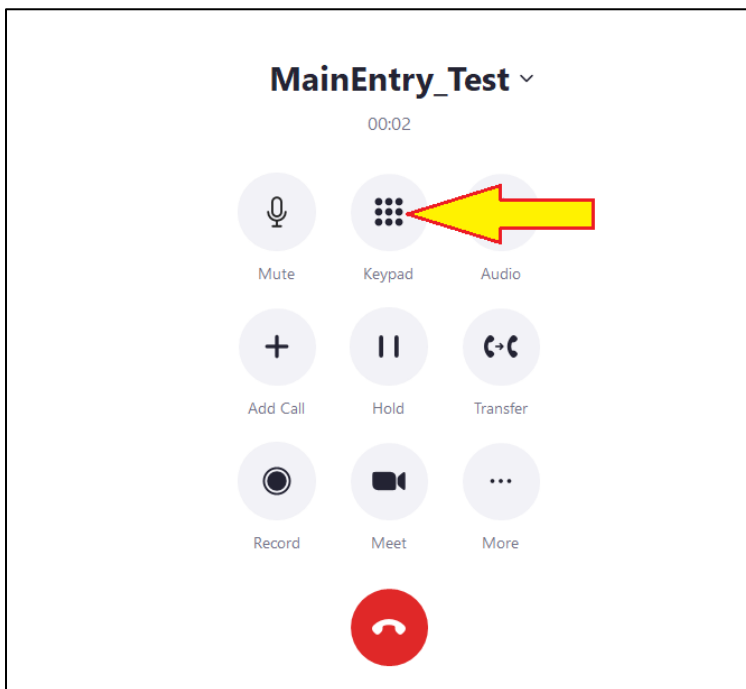 MainEntry_Test
00:02
Mute Keypad Audio
Add Call Hold Transfer
Record Meet More